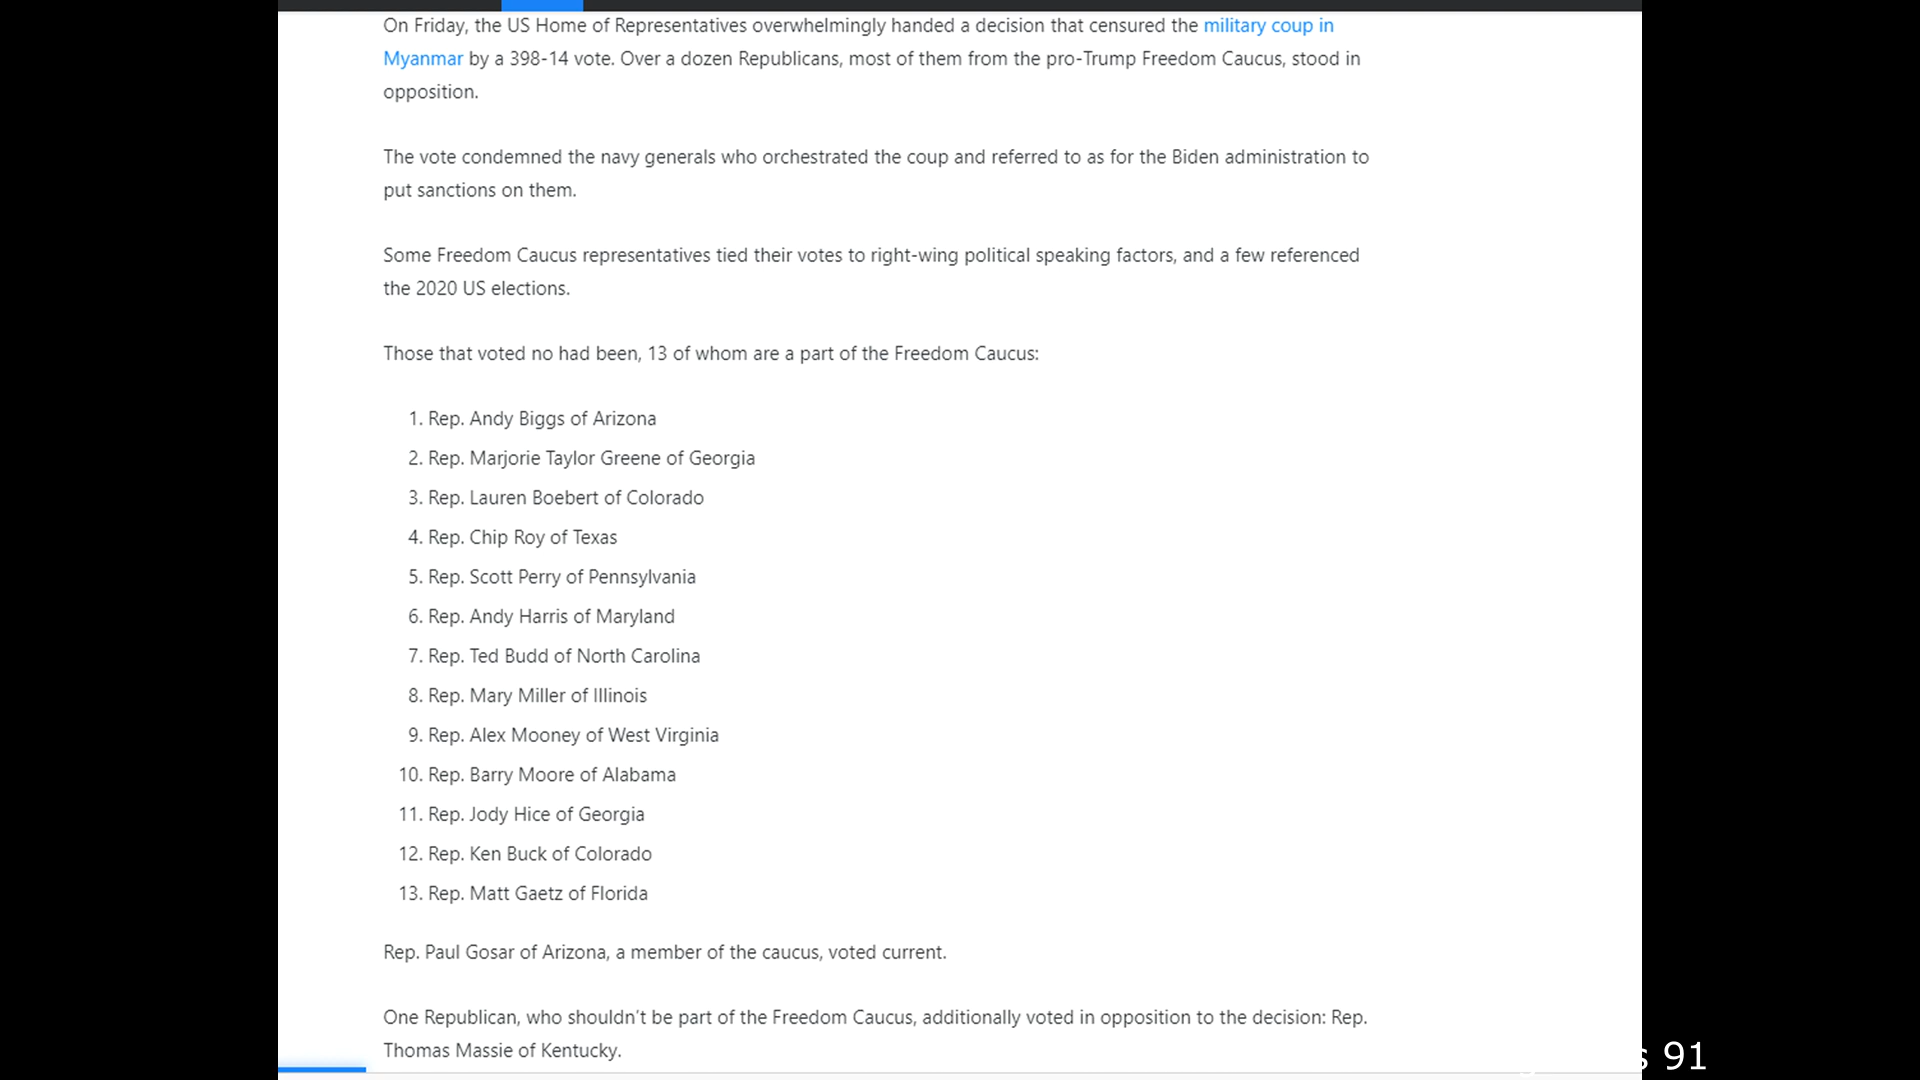 On Friday, the US Home of Representatives overwhelmingly handed a decision that censured the military coup in
Myanmar by a 398-14 vote. Over a dozen Republicans, most of them from the pro-Trump Freedom Caucus, stood in
opposition.
The vote condemned the navy generals who orchestrated the coup and referred to as for the Biden administration to
put sanctions on them.
Some Freedom Caucus representatives tied their votes to right-wing political speaking factors, and a few referenced
the 2020 US elections.
Those that voted no had been, 13 of whom are a part of the Freedom Caucus:
1. Rep. Andy Biggs of Arizona
2. Rep. Marjorie Taylor Greene of Georgia
3. Rep. Lauren Boebert of Colorado
4. Rep. Chip Roy of Texas
5. Rep. Scott Perry of Pennsylvania
6. Rep. Andy Harris of Maryland
7. Rep. Ted Budd of North Carolina
8. Rep. Mary Miller of Illinois
9. Rep. Alex Mooney of West Virginia
10. Rep. Barry Moore of Alabama
11. Rep. Jody Hice of Georgia
12. Rep. Ken Buck of Colorado
13. Rep. Matt Gaetz of Florida
Rep. Paul Gosar of Arizona, a member of the caucus, voted current.
One Republican, who shouldn't be part of the Freedom Caucus, additionally voted in opposition to the decision: Rep.
Thomas Massie of Kentucky.
91